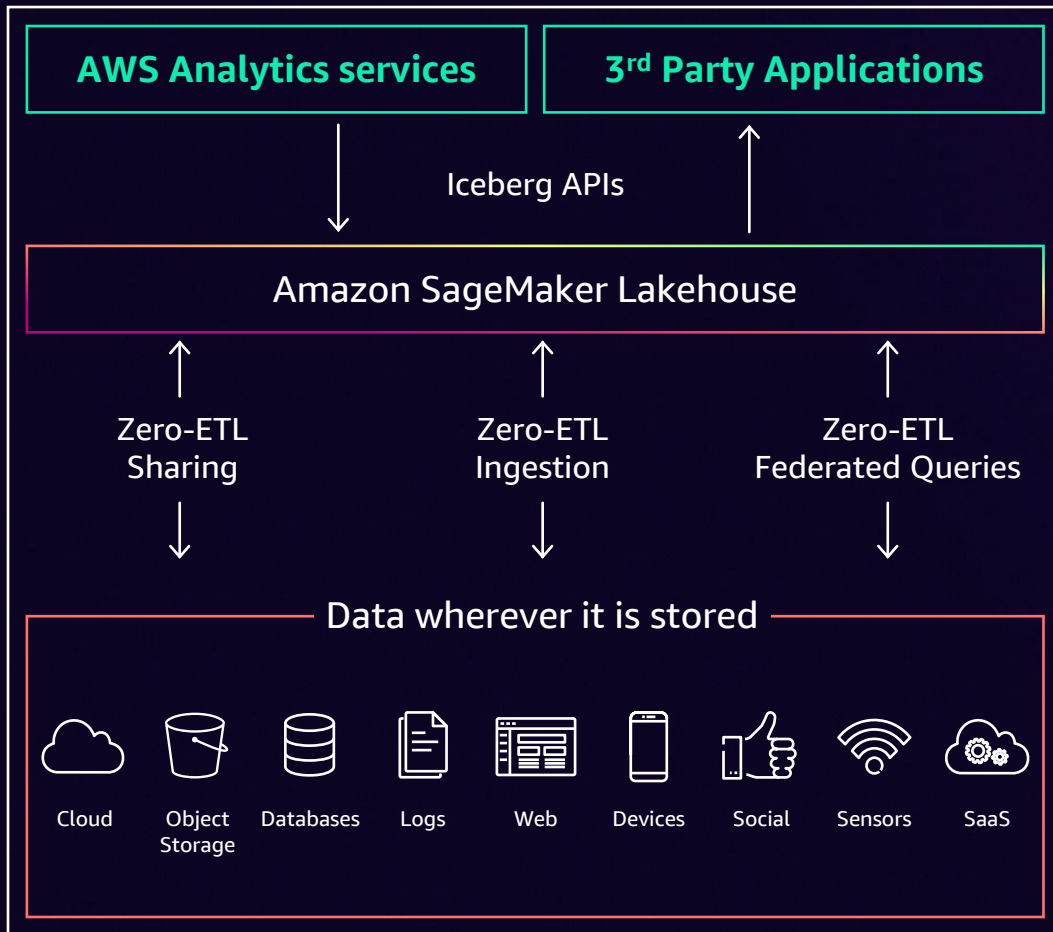 AWS Analytics services
3rd Party Applications
Iceberg APIs
Amazon SageMaker Lakehouse
Zero-ETL
Sharing
Zero-ETL
Ingestion
Zero-ETL
Federated Queries
Data wherever it is stored
Cloud
Object
Storage
Databases
Logs
Web
Devices
Social
Sensors
SaaS